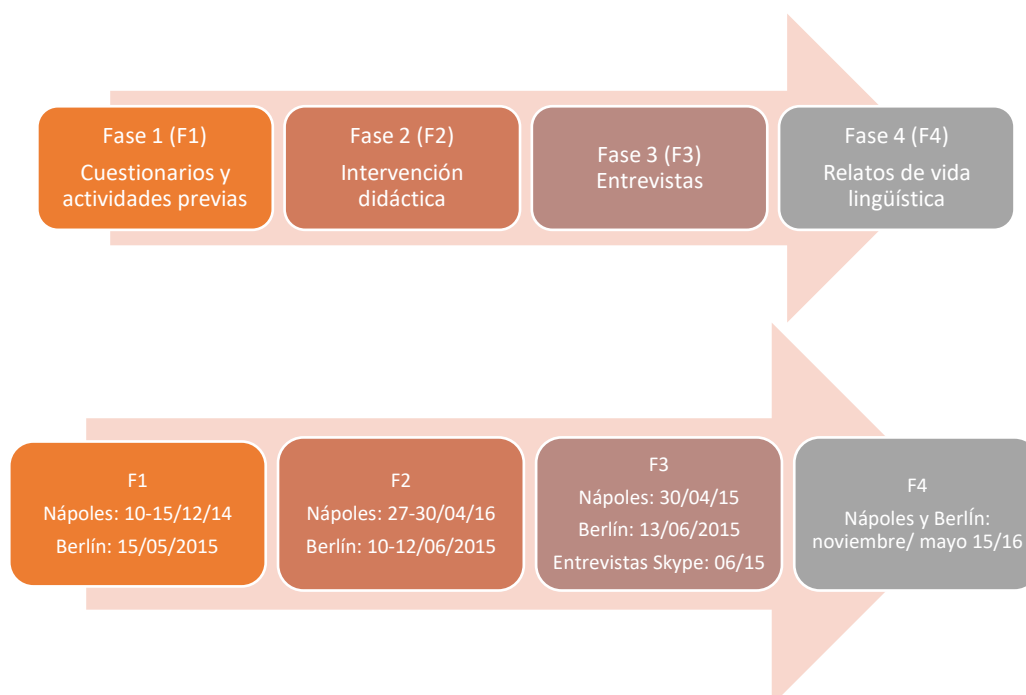 Fase 1 (F1)
Cuestionarios y
actividades previas
Fase 2 (F2)
Intervención
didáctica
Fase 3 (F3)
Entrevistas
Fase 4 (F4)
Relatos de vida
lingüística
F1
Nápoles: 10-15/12/14
Berlín: 15/05/2015
F2
Nápoles: 27-30/04/16
Berlín: 10-12/06/2015
F3
Nápoles: 30/04/15
Berlín: 13/06/2015
Entrevistas Skype: 06/15
F4
Nápoles y BerlÍn:
noviembre/ mayo 15/16